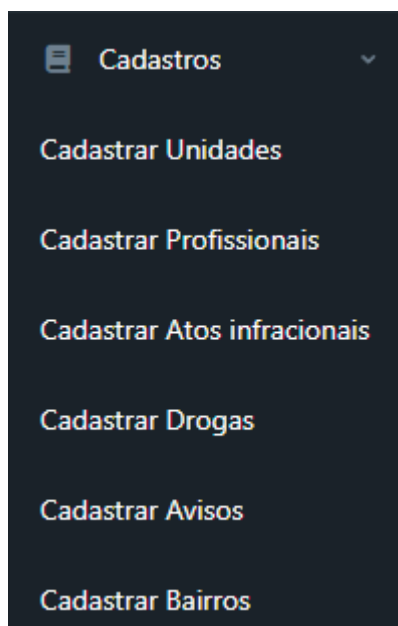 Cadastros
Cadastrar Unidades
Cadastrar Profissionais
Cadastrar Atos infracionais
Cadastrar Drogas
Cadastrar Avisos
Cadastrar Bairros